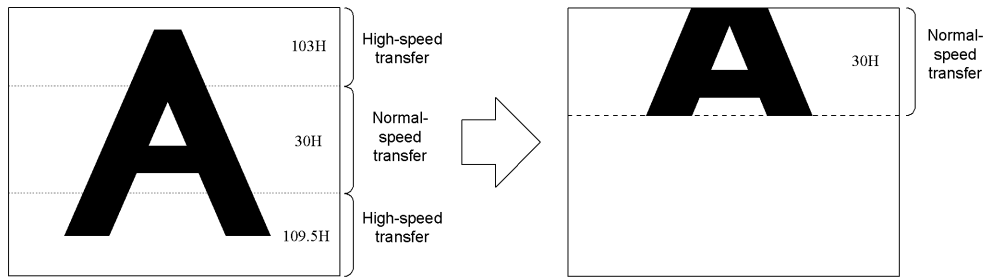 103H
High-speed
transfer
30H
Normal-
speed
transfer
109.5H
High-speed
transfer
A
A
30H
Normal-
speed
transfer